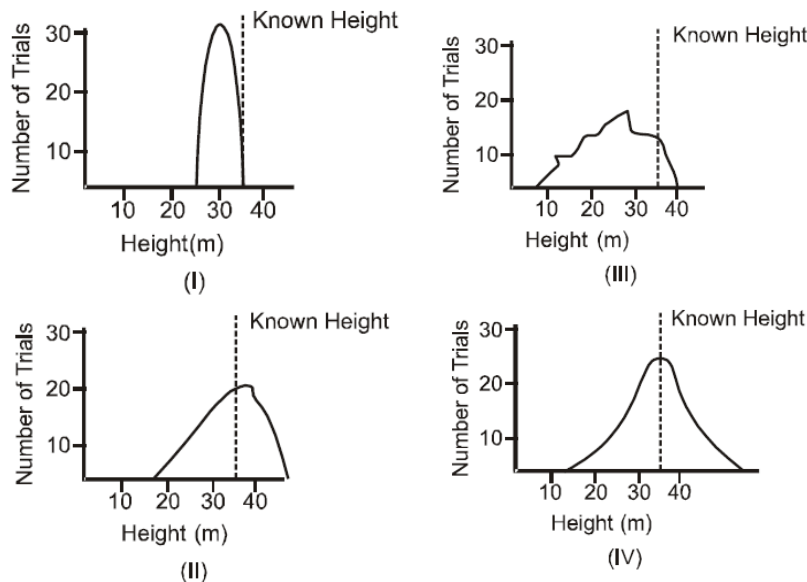 Known Height
Number of Trials
30
20
10
10 20 30 40
Height(m)
(I)
Known Height
Number of Trials
30
20
10
10 20 30 40
Height (m)
(III)
Known Height
Number of Trials
30
20
10
10 20 30 40
Height (m)
(II)
Known Height
Number of Trials
30
20
10
10 20 30 40
Height (m)
(IV)